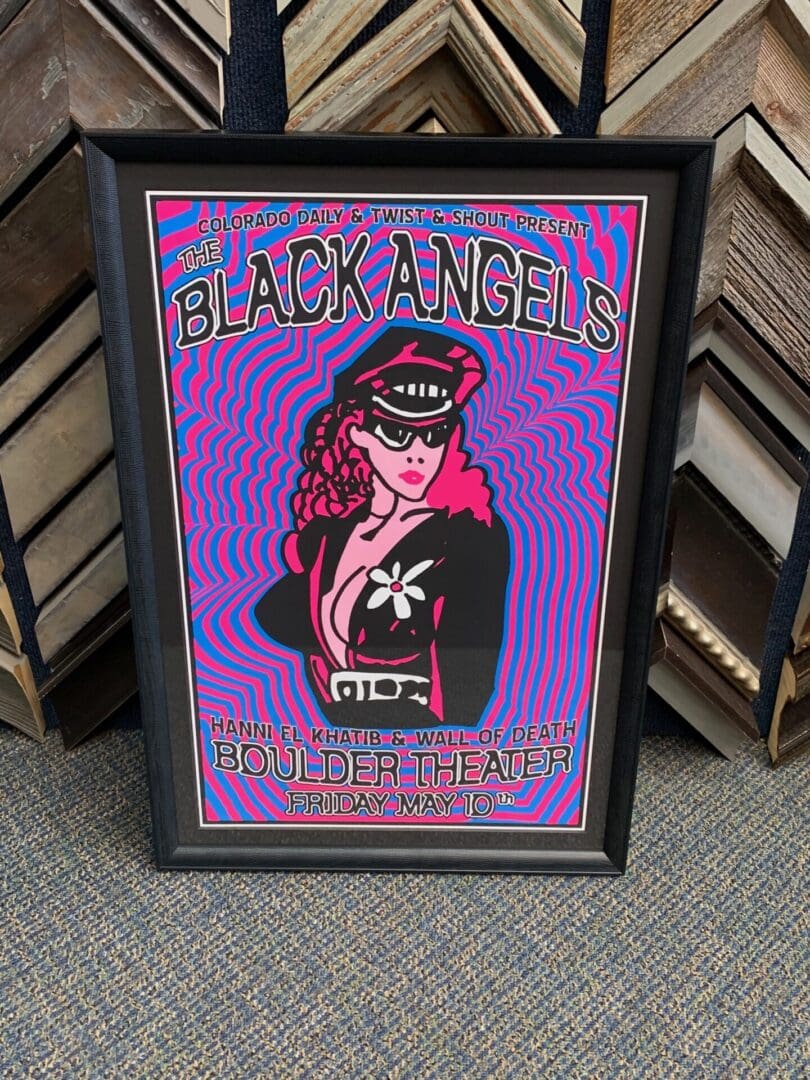 COLORADO DAILY & TWIST & SHOUT PRESENT
THE
BLACK ANGELS
HANNI EL KHATIB & WALL OF DEATH
BOULDER THEATER
FRIDAY MAY 10th